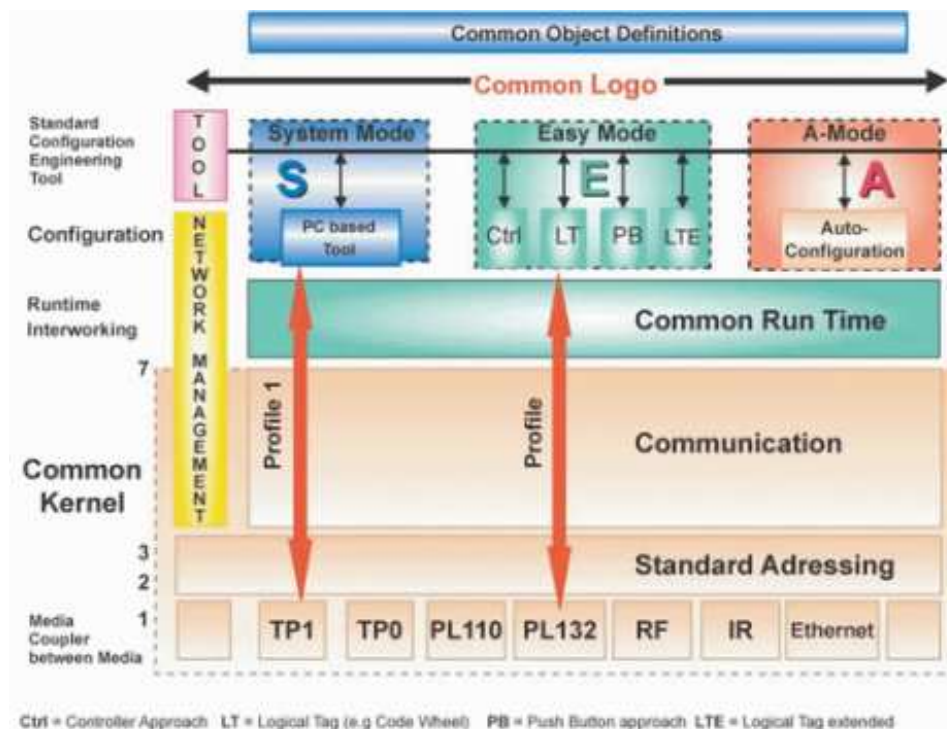 Common Object Definitions
Common Logo
Standard
Configuration
Engineering
Tool
TOOL
System Mode
Easy Mode
A-Mode
S
E
A
Configuration
NETWORK MANAGEMENT
PC based
Tool
Ctrl
LT
PB
LTE
Auto-
Configuration
Runtime
Interworking
Common Run Time
7
Profile 1
Profile
Communication
Common
Kernel
3
2
Standard Adressing
1
Media
Coupler
between Media
TP1
TP0
PL110
PL132
RF
IR
Ethernet
Ctrl = Controller Approach LT = Logical Tag (e.g Code Wheel) PB = Push Button approach LTE = Logical Tag extended